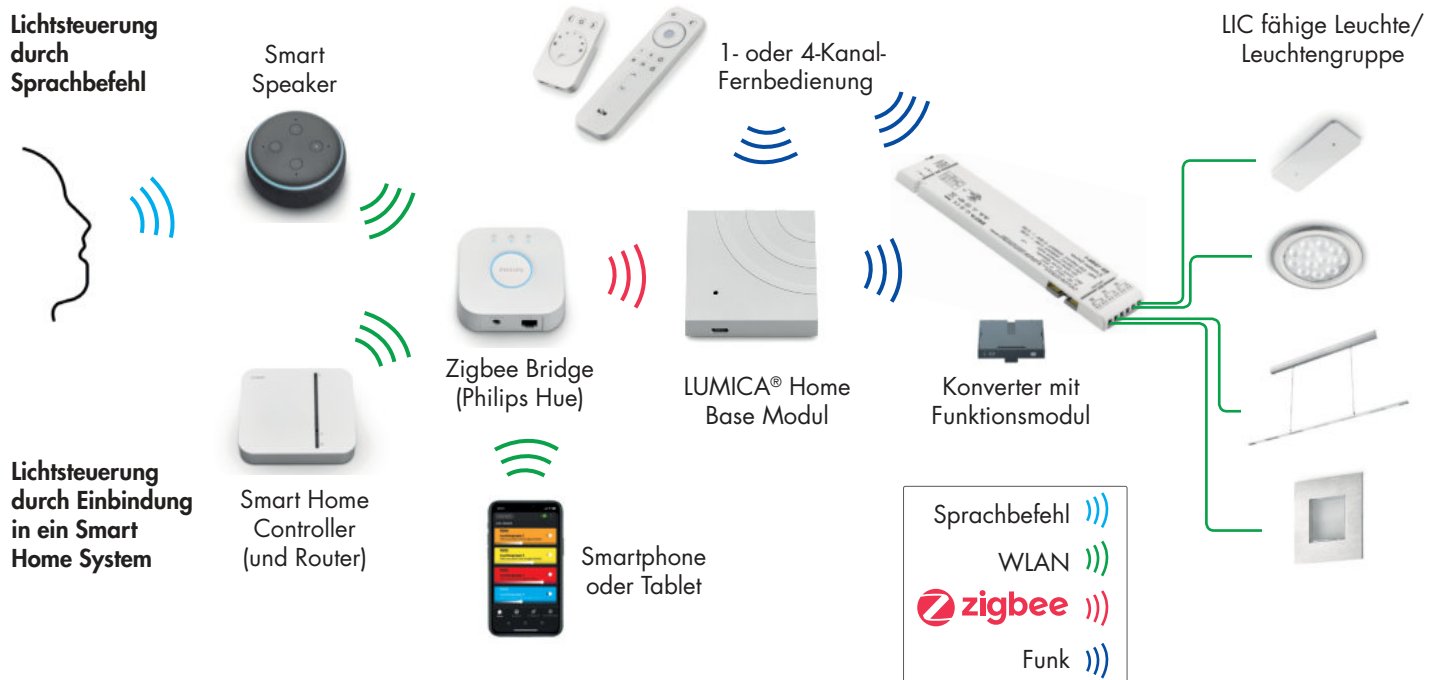 Lichtsteuerung
durch
Sprachbefehl
Smart
Speaker
1- oder 4-Kanal-
Fernbedienung
LIC fähige Leuchte/
Leuchtengruppe
PHILIPS
Zigbee Bridge
(Philips Hue)
LUMICA® Home
Base Modul
Konverter mit
Funktionsmodul
Lichtsteuerung
durch Einbindung
in ein Smart
Home System
Smart Home
Controller
(und Router)
Smartphone
oder Tablet
Sprachbefehl
WLAN
zigbee
Funk